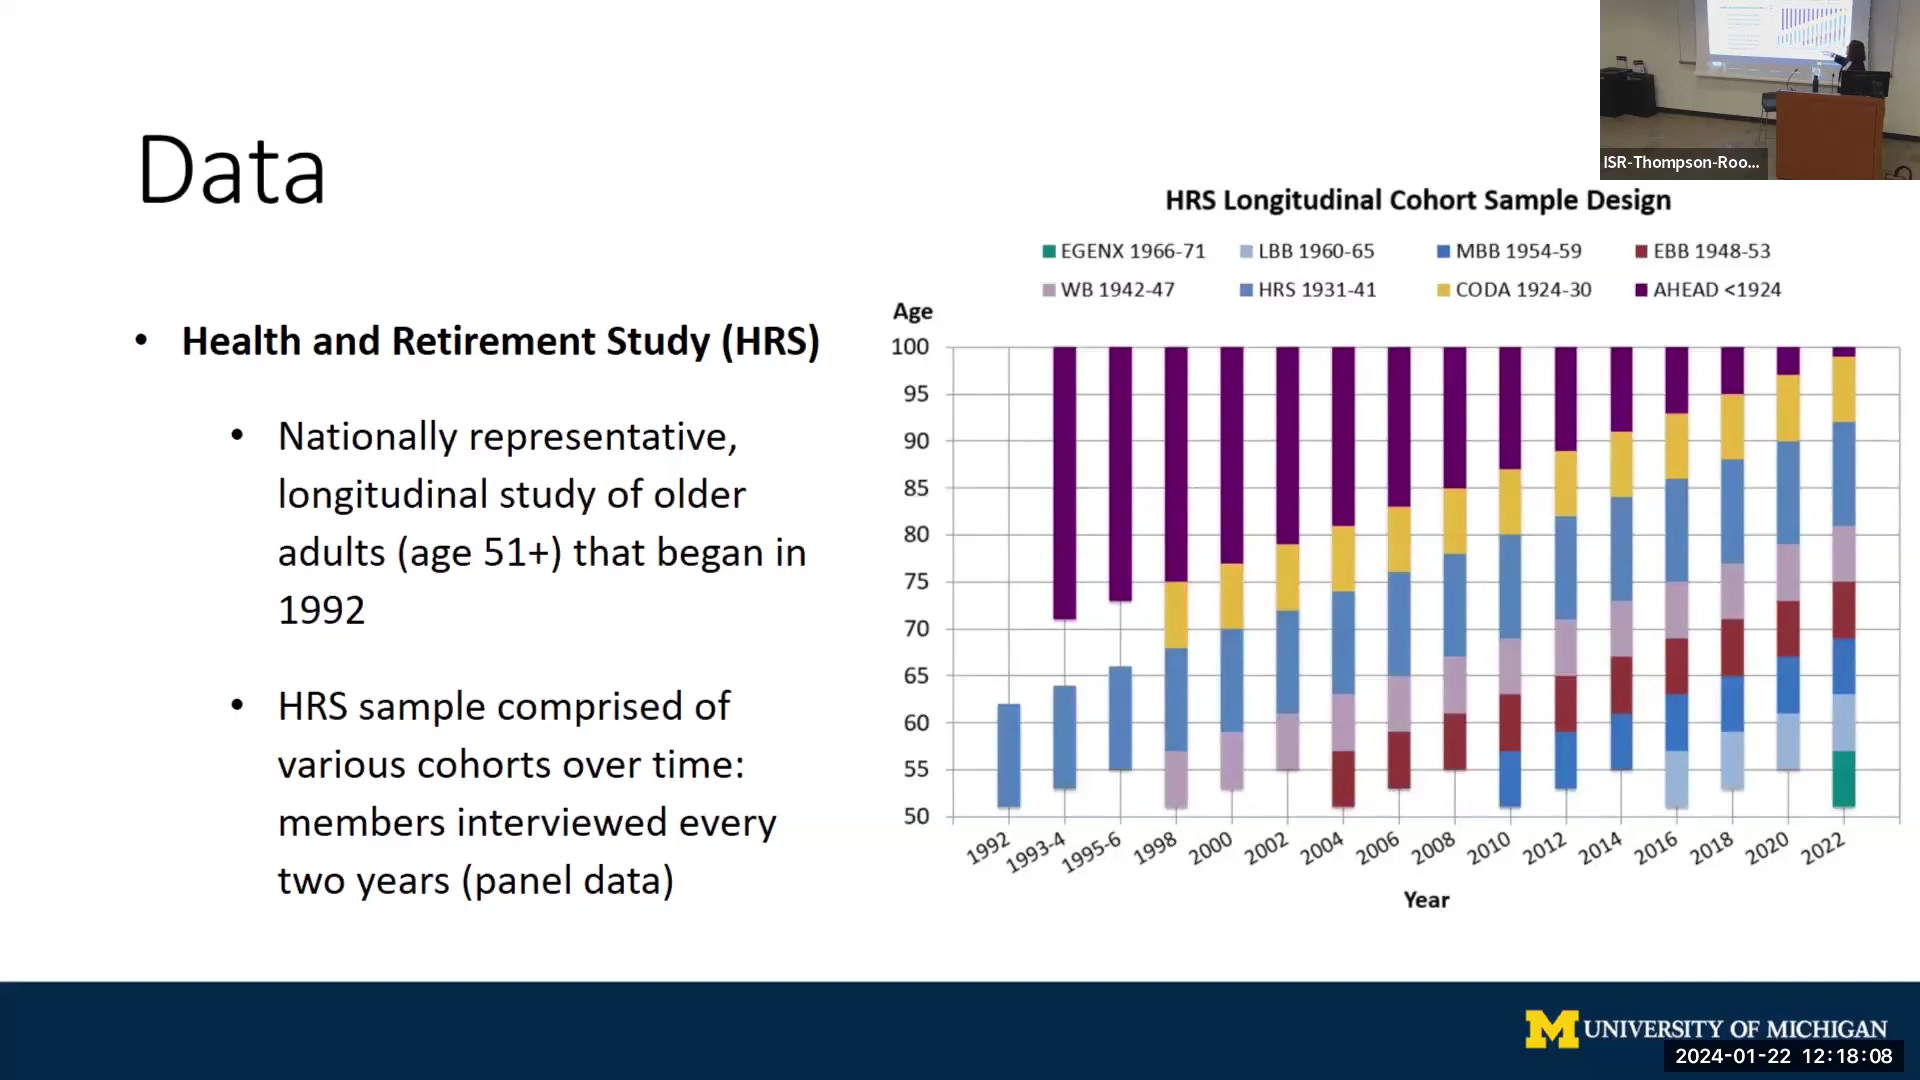 ISR-Thompson-Roo...
Data
• Health and Retirement Study (HRS)
• Nationally representative,
longitudinal study of older
adults (age 51+) that began in
1992
• HRS sample comprised of
various cohorts over time:
members interviewed every
two years (panel data)
HRS Longitudinal Cohort Sample Design
EGENX 1966-71 LBB 1960-65 MBB 1954-59 EBB 1948-53
WB 1942-47 HRS 1931-41 CODA 1924-30 AHEAD <1924
Age
100
95
90
85
80
75
70
65
60
55
50
1992 1993-4 1995-6 1998 2000 2002 2004 2006 2008 2010 2012 2014 2016 2018 2020 2022
Year
M UNIVERSITY OF MICHIGAN
2024-01-22 12:18:08